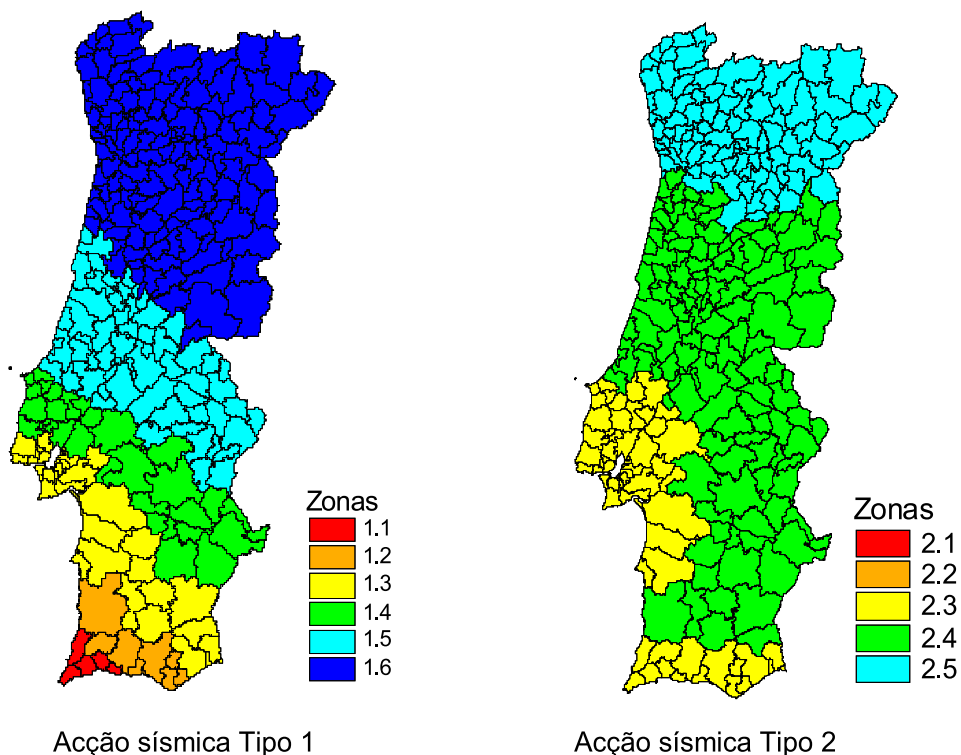 Zonas
1.1
1.2
1.3
1.4
1.5
1.6
Acção sísmica Tipo 1
Zonas
2.1
2.2
2.3
2.4
2.5
Acção sísmica Tipo 2